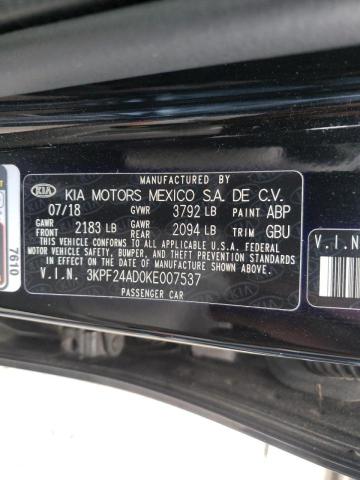 MANUFACTURED BY
KIA KIA MOTORS MEXICO S.A. DE C.V.
07/18 GVWR 3792 LB PAINT ABP
GAWR FRONT 2183 LB GAWR REAR 2094 LB TRIM GBU
THIS VEHICLE CONFORMS TO ALL APPLICABLE U.S.A. FEDERAL
MOTOR VEHICLE SAFETY, BUMPER, AND THEFT PREVENTION STANDARDS
IN EFFECT ON THE DATE OF MANUFACTURE SHOWN ABOVE.
V.I.N. 3KPF24AD0KE007537
PASSENGER CAR
7610
V.I.N